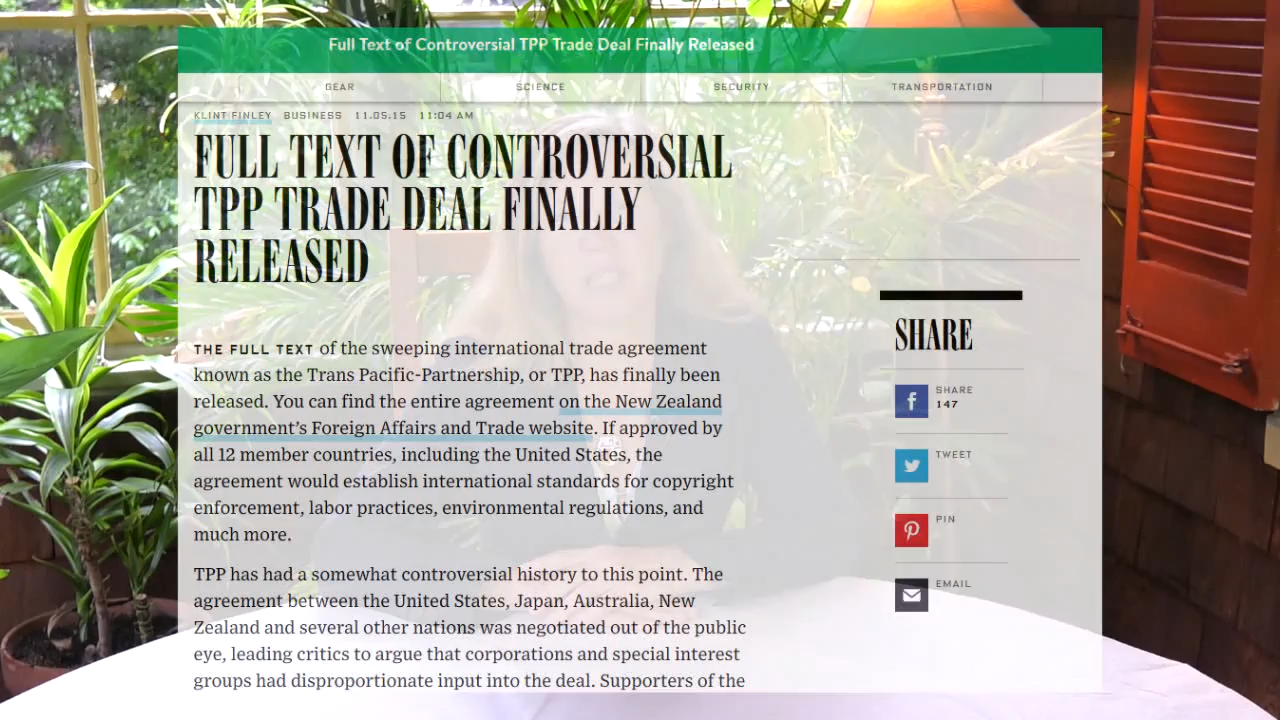 Full Text of Controversial TPP Trade Deal Finally Released
GEAR
SCIENCE
SECURITY
TRANSPORTATION
KLINT FINLEY BUSINESS 11.05.15 11:04 AM
FULL TEXT OF CONTROVERSIAL
TPP TRADE DEAL FINALLY
RELEASED
THE FULL TEXT of the sweeping international trade agreement
known as the Trans Pacific-Partnership, or TPP, has finally been
released. You can find the entire agreement on the New Zealand
government's Foreign Affairs and Trade website. If approved by
all 12 member countries, including the United States, the
agreement would establish international standards for copyright
enforcement, labor practices, environmental regulations, and
much more.
TPP has had a somewhat controversial history to this point. The
agreement between the United States, Japan, Australia, New
Zealand and several other nations was negotiated out of the public
eye, leading critics to argue that corporations and special interest
groups had disproportionate input into the deal. Supporters of the
SHARE
SHARE
147
TWEET
PIN
EMAIL